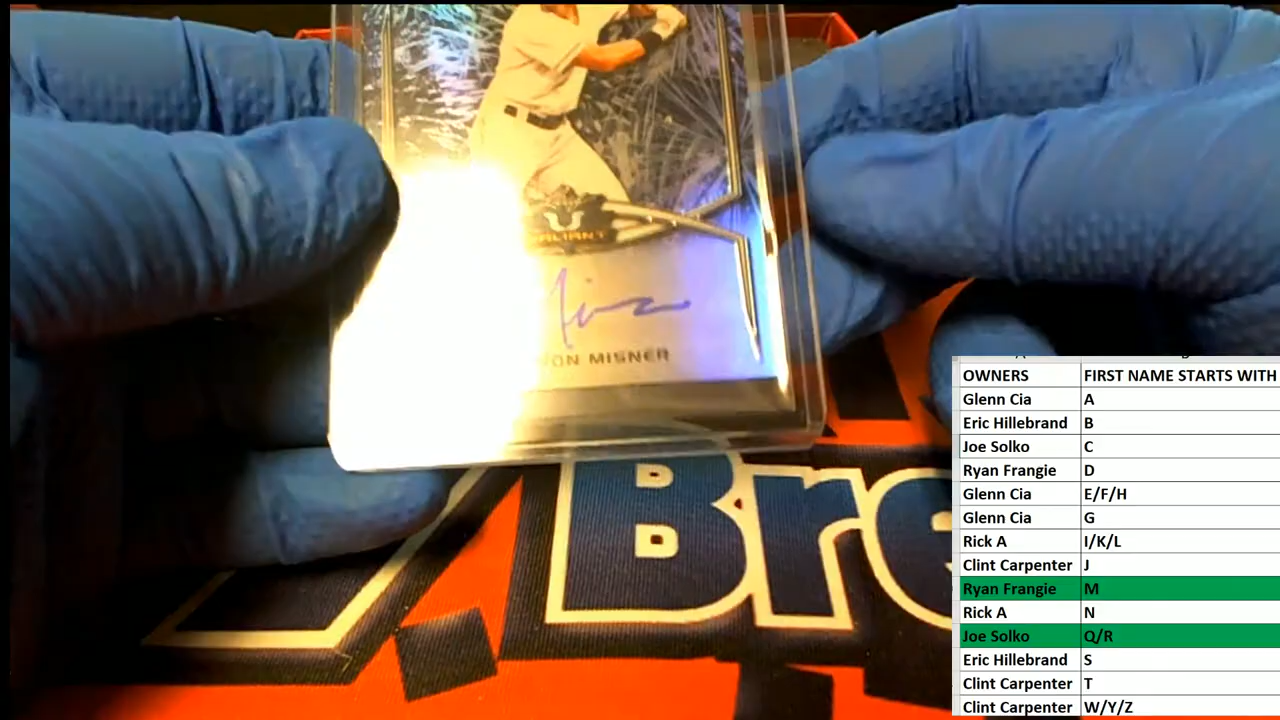 VALIANT
MISNER
Bre
OWNERS FIRST NAME STARTS WITH
Glenn Cia A
Eric Hillebrand B
Joe Solko C
Ryan Frangie D
Glenn Cia E/F/H
Glenn Cia G
Rick A I/K/L
Clint Carpenter J
Ryan Frangie M
Rick A N
Joe Solko Q/R
Eric Hillebrand S
Clint Carpenter T
Clint Carpenter W/Y/Z